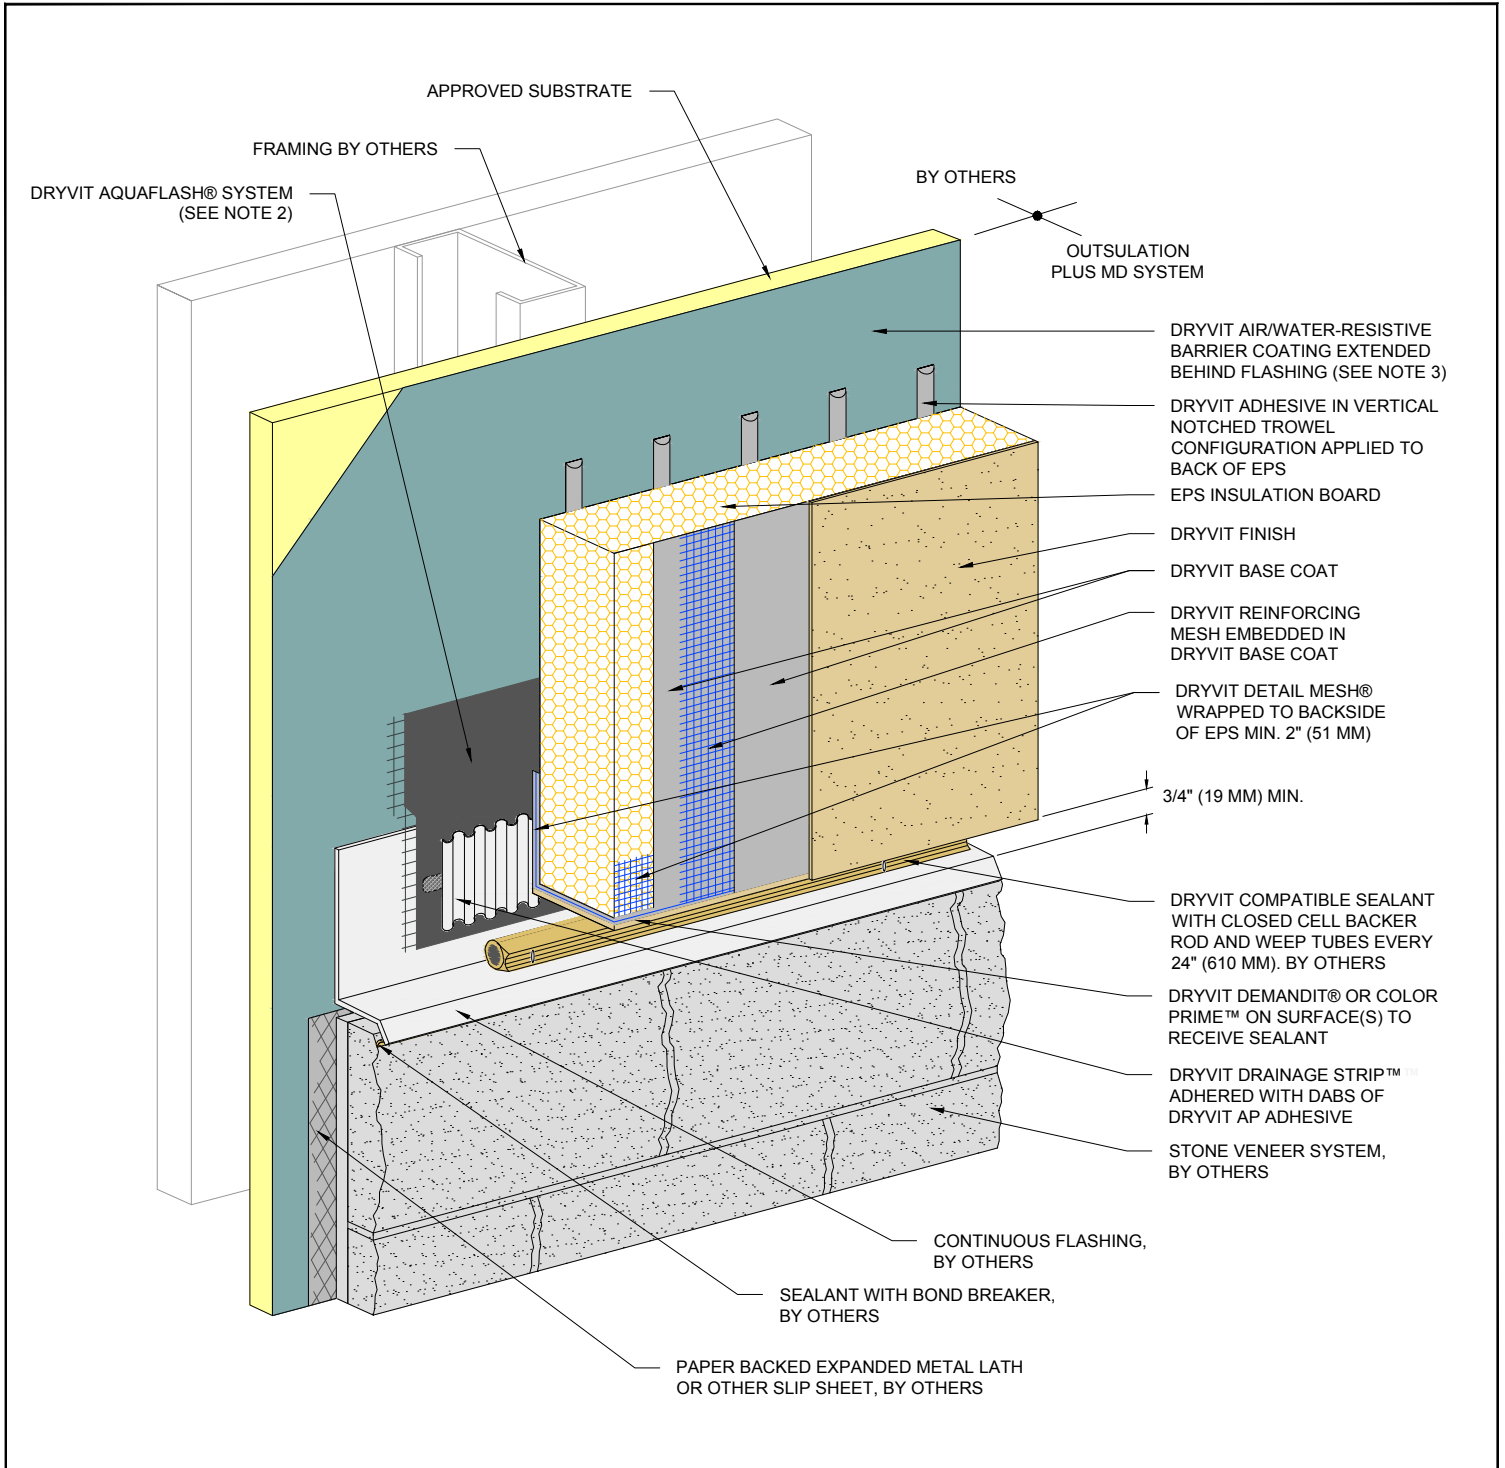 APPROVED SUBSTRATE
FRAMING BY OTHERS
DRYVIT AQUAFLASH® SYSTEM
(SEE NOTE 2)
BY OTHERS
OUTSULATION
PLUS MD SYSTEM
DRYVIT AIR/WATER-RESISTIVE
BARRIER COATING EXTENDED
BEHIND FLASHING (SEE NOTE 3)
DRYVIT ADHESIVE IN VERTICAL
NOTCHED TROWEL
CONFIGURATION APPLIED TO
BACK OF EPS
EPS INSULATION BOARD
DRYVIT FINISH
DRYVIT BASE COAT
DRYVIT REINFORCING
MESH EMBEDDED IN
DRYVIT BASE COAT
DRYVIT DETAIL MESH®
WRAPPED TO BACKSIDE
OF EPS MIN. 2" (51 MM)
3/4" (19 MM) MIN.
DRYVIT COMPATIBLE SEALANT
WITH CLOSED CELL BACKER
ROD AND WEEP TUBES EVERY
24" (610 MM). BY OTHERS
DRYVIT DEMANDIT® OR COLOR
PRIME™ ON SURFACE(S) TO
RECEIVE SEALANT
DRYVIT DRAINAGE STRIP™ ™
ADHERED WITH DABS OF
DRYVIT AP ADHESIVE
STONE VENEER SYSTEM,
BY OTHERS
CONTINUOUS FLASHING,
BY OTHERS
SEALANT WITH BOND BREAKER,
BY OTHERS
PAPER BACKED EXPANDED METAL LATH
OR OTHER SLIP SHEET, BY OTHERS